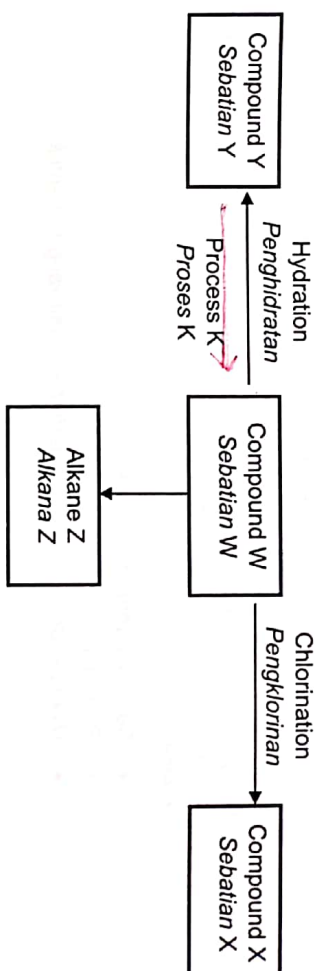 Compound Y
Sebatian Y
Hydration
Penghidratan
Process K
Proses K
Compound W
Sebatian W
Chlorination
Pengklorinan
Compound X
Sebatian X
Alkane Z
Alkana Z